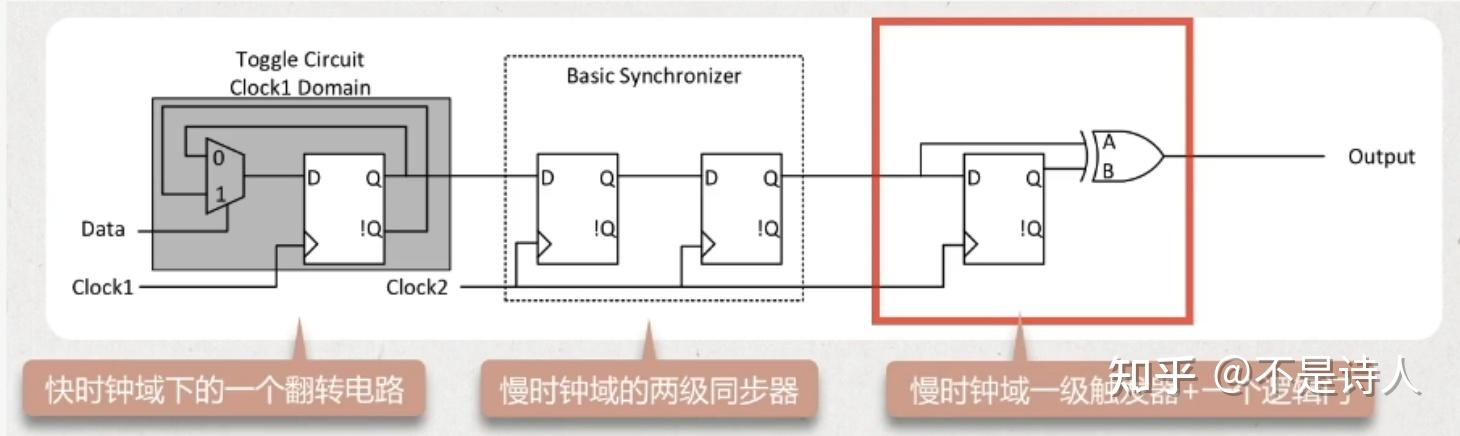 Toggle Circuit
Clock1 Domain
Basic Synchronizer
0
1
D
Q
!Q
D
Q
!Q
D
Q
!Q
D
Q
!Q
A
B
Output
Data
Clock1
Clock2
快时钟域下的一个翻转电路
慢时钟域的两级同步器
慢时钟域一级触发器+一个逻辑门
知乎 @不是诗人